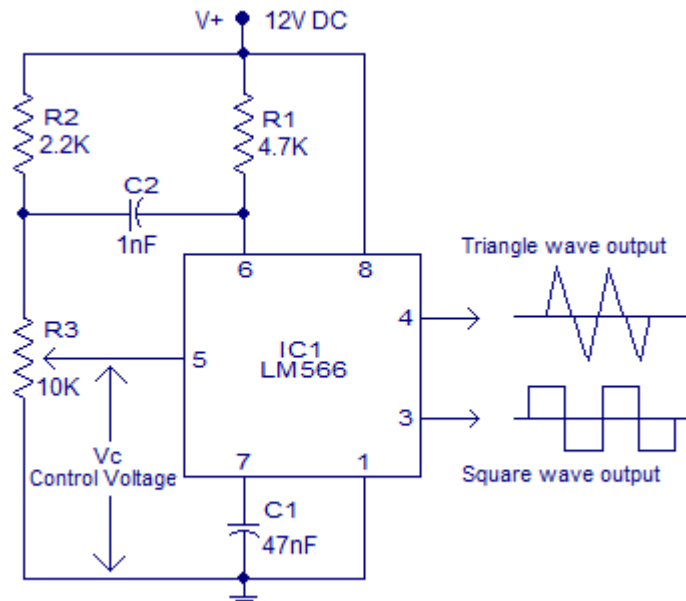 V+ 12V DC
R2
2.2K
R1
4.7K
C2
1nF
6
8
Triangle wave output
R3
10K
5
IC1
LM566
4
3
Vc
Control Voltage
7
1
Square wave output
C1
47nF